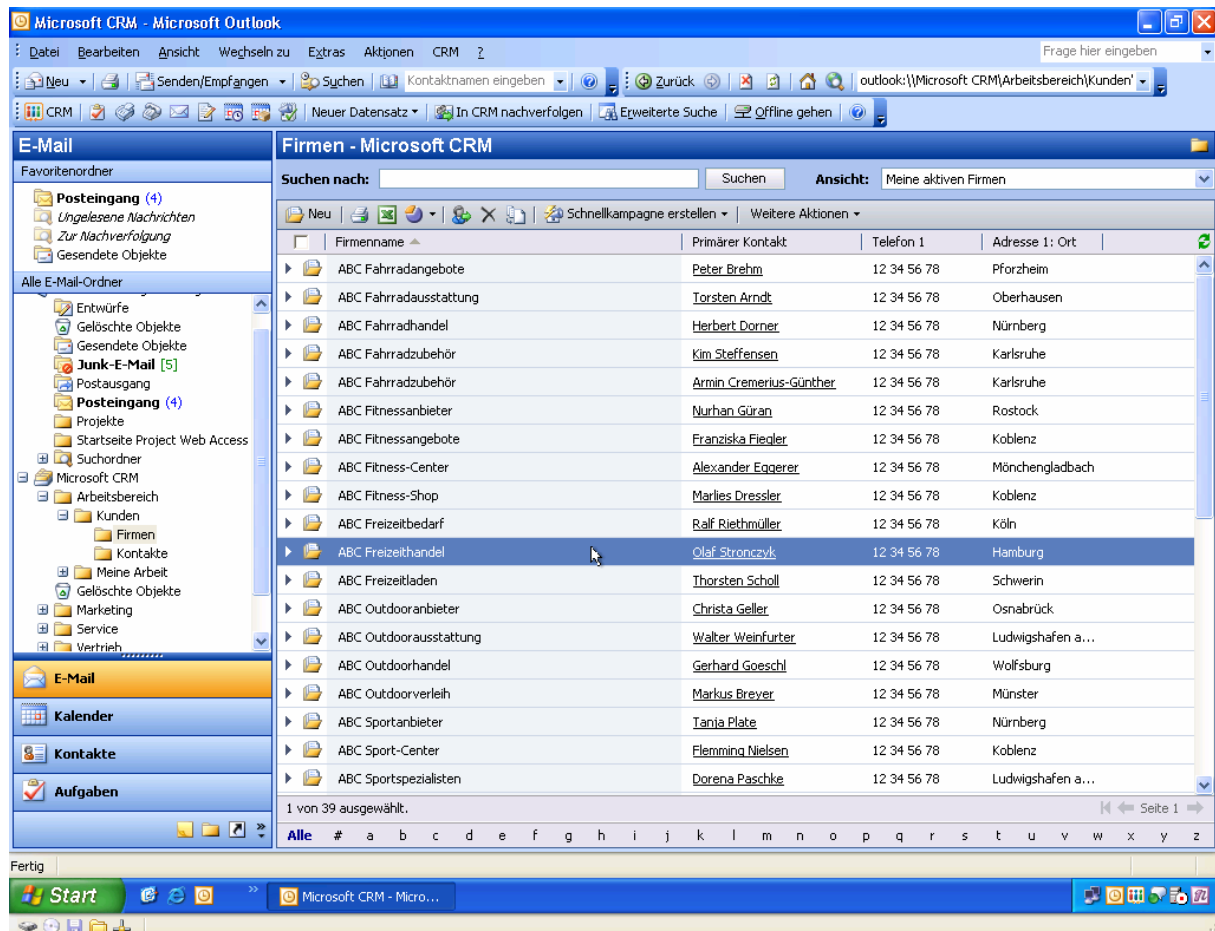 Microsoft CRM - Microsoft Outlook
Datei Bearbeiten Ansicht Wechseln zu Extras Aktionen CRM ? Frage hier eingeben
Neu Senden/Empfangen Suchen Kontaktnamen eingeben Zurück outlook:\\Microsoft CRM\Arbeitsbereich\Kunden'
CRM Neuer Datensatz In CRM nachverfolgen Erweiterte Suche Offline gehen
E-Mail
Favoritenordner
Posteingang (4)
Ungelesene Nachrichten
Zur Nachverfolgung
Gesendete Objekte
Alle E-Mail-Ordner
Entwürfe
Gelöschte Objekte
Gesendete Objekte
Junk-E-Mail [5]
Postausgang
Posteingang (4)
Projekte
Startseite Project Web Access
Suchordner
Microsoft CRM
Arbeitsbereich
Kunden
Firmen
Kontakte
Meine Arbeit
Gelöschte Objekte
Marketing
Service
Vertrieb
E-Mail
Kalender
Kontakte
Aufgaben
Firmen - Microsoft CRM
Suchen nach: Suchen Ansicht: Meine aktiven Firmen
Neu Schnellkampagne erstellen Weitere Aktionen
Firmenname Primärer Kontakt Telefon 1 Adresse 1: Ort
ABC Fahrradangebote Peter Brehm 12 34 56 78 Pforzheim
ABC Fahrradausstattung Torsten Arndt 12 34 56 78 Oberhausen
ABC Fahrradhandel Herbert Dorner 12 34 56 78 Nürnberg
ABC Fahrradzubehör Kim Steffensen 12 34 56 78 Karlsruhe
ABC Fahrradzubehör Armin Cremerius-Günther 12 34 56 78 Karlsruhe
ABC Fitnessanbieter Nurhan Güran 12 34 56 78 Rostock
ABC Fitnessangebote Franziska Fiegler 12 34 56 78 Koblenz
ABC Fitness-Center Alexander Eggerer 12 34 56 78 Mönchengladbach
ABC Fitness-Shop Marlies Dressler 12 34 56 78 Koblenz
ABC Freizeitbedarf Ralf Riethmüller 12 34 56 78 Köln
ABC Freizeithandel Olaf Stronczyk 12 34 56 78 Hamburg
ABC Freizeitladen Thorsten Scholl 12 34 56 78 Schwerin
ABC Outdooranbieter Christa Geller 12 34 56 78 Osnabrück
ABC Outdoorausstattung Walter Weinfurter 12 34 56 78 Ludwigshafen a...
ABC Outdoorhandel Gerhard Goeschl 12 34 56 78 Wolfsburg
ABC Outdoorverleih Markus Breyer 12 34 56 78 Münster
ABC Sportanbieter Tanja Plate 12 34 56 78 Nürnberg
ABC Sport-Center Flemming Nielsen 12 34 56 78 Koblenz
ABC Sportspezialisten Dorena Paschke 12 34 56 78 Ludwigshafen a...
1 von 39 ausgewählt. Seite 1
Alle # a b c d e f g h i j k l m n o p q r s t u v w x y z
Fertig
Start Microsoft CRM - Micro...